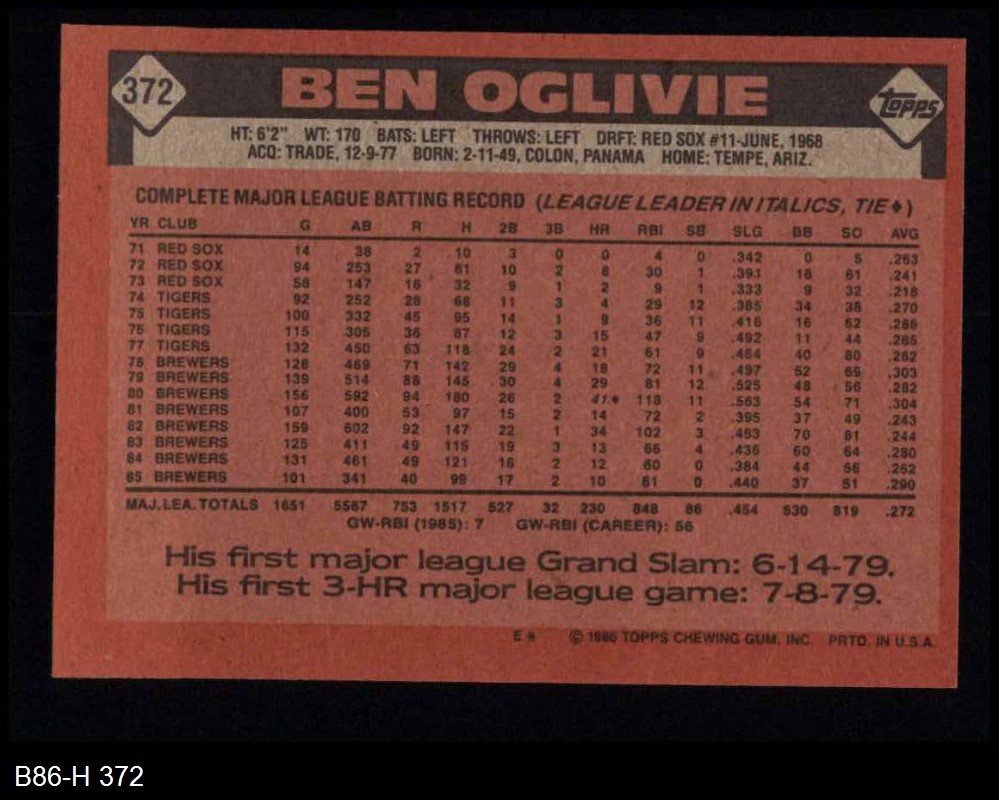 372
BEN OGLIVIE
Topps
HT: 6'2" WT: 170 BATS: LEFT THROWS: LEFT DRFT: RED SOX #11-JUNE, 1968
ACQ: TRADE, 12-9-77 BORN: 2-11-49, COLON, PANAMA HOME: TEMPE, ARIZ.
COMPLETE MAJOR LEAGUE BATTING RECORD (LEAGUE LEADER IN ITALICS, TIE♦)
YR CLUB G AB R H 2B 3B HR RBI SB SLG BB SO AVG
71 RED SOX 14 38 2 10 3 0 0 4 0 .342 0 5 .263
72 RED SOX 94 253 27 61 10 2 8 30 1 .391 18 61 .241
73 RED SOX 58 147 16 32 9 1 2 9 1 .333 9 32 .218
74 TIGERS 92 252 28 68 11 3 4 29 12 .385 34 38 .270
75 TIGERS 100 332 45 95 14 1 9 36 11 .416 16 62 .286
76 TIGERS 115 305 36 87 12 3 15 47 9 .492 11 44 .285
77 TIGERS 132 450 63 118 24 2 21 61 9 .464 40 80 .262
78 BREWERS 128 469 71 142 29 4 18 72 11 .497 52 69 .303
79 BREWERS 139 514 88 145 30 4 29 81 12 .525 48 56 .282
80 BREWERS 156 592 94 180 26 2 41♦ 118 11 .563 54 71 .304
81 BREWERS 107 400 53 97 15 2 14 72 2 .395 37 49 .243
82 BREWERS 159 602 92 147 22 1 34 102 3 .453 70 81 .244
83 BREWERS 125 411 49 115 19 3 13 66 4 .436 60 64 .280
84 BREWERS 131 461 49 121 16 2 12 60 0 .384 44 56 .262
85 BREWERS 101 341 40 99 17 2 10 61 0 .440 37 51 .290
MAJ. LEA. TOTALS 1651 5567 753 1517 527 32 230 848 86 .454 530 819 .272
GW-RBI (1985): 7 GW-RBI (CAREER): 56
His first major league Grand Slam: 6-14-79.
His first 3-HR major league game: 7-8-79.
E* © 1986 TOPPS CHEWING GUM, INC. PRTD. IN U.S.A.
B86-H 372